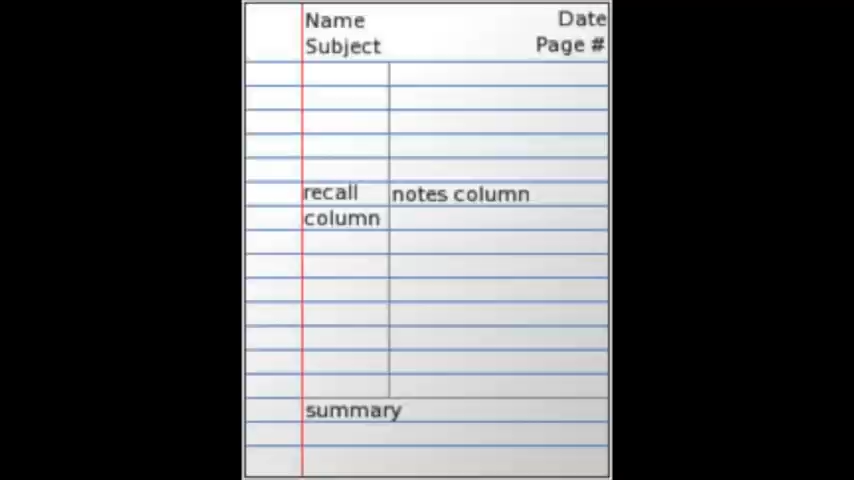 Name Date
Subject Page #
recall notes column
column
summary